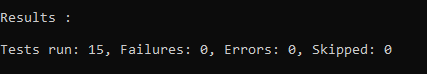 Results :
Tests run: 15, Failures: 0, Errors: 0, Skipped: 0